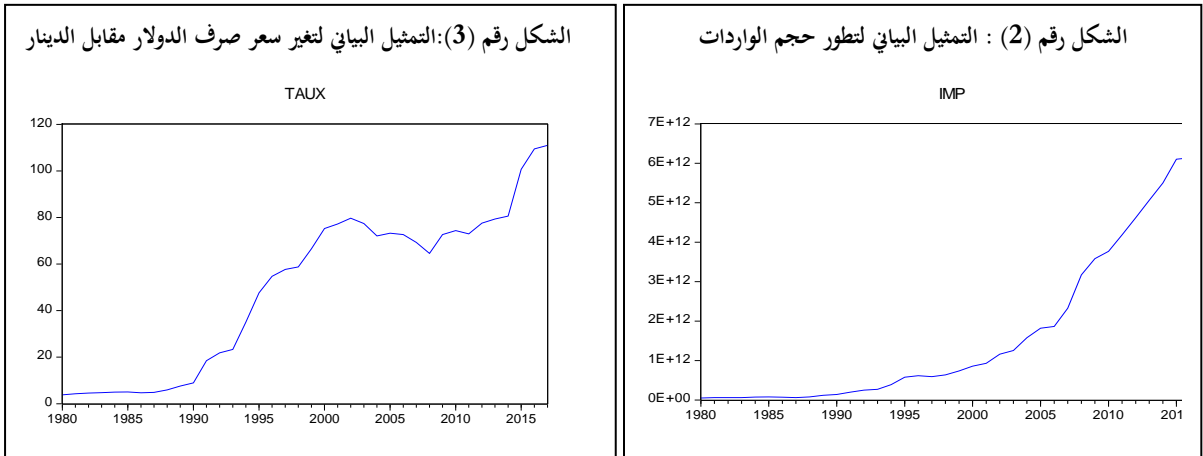 الشكل رقم (2) : التمثيل البياني لتطور حجم الواردات
IMP
7E+12
6E+12
5E+12
4E+12
3E+12
2E+12
1E+12
0E+00
1980 1985 1990 1995 2000 2005 2010 201
الشكل رقم (3):التمثيل البياني لتغير سعر صرف الدولار مقابل الدينار
TAUX
120
100
80
60
40
20
0
1980 1985 1990 1995 2000 2005 2010 2015